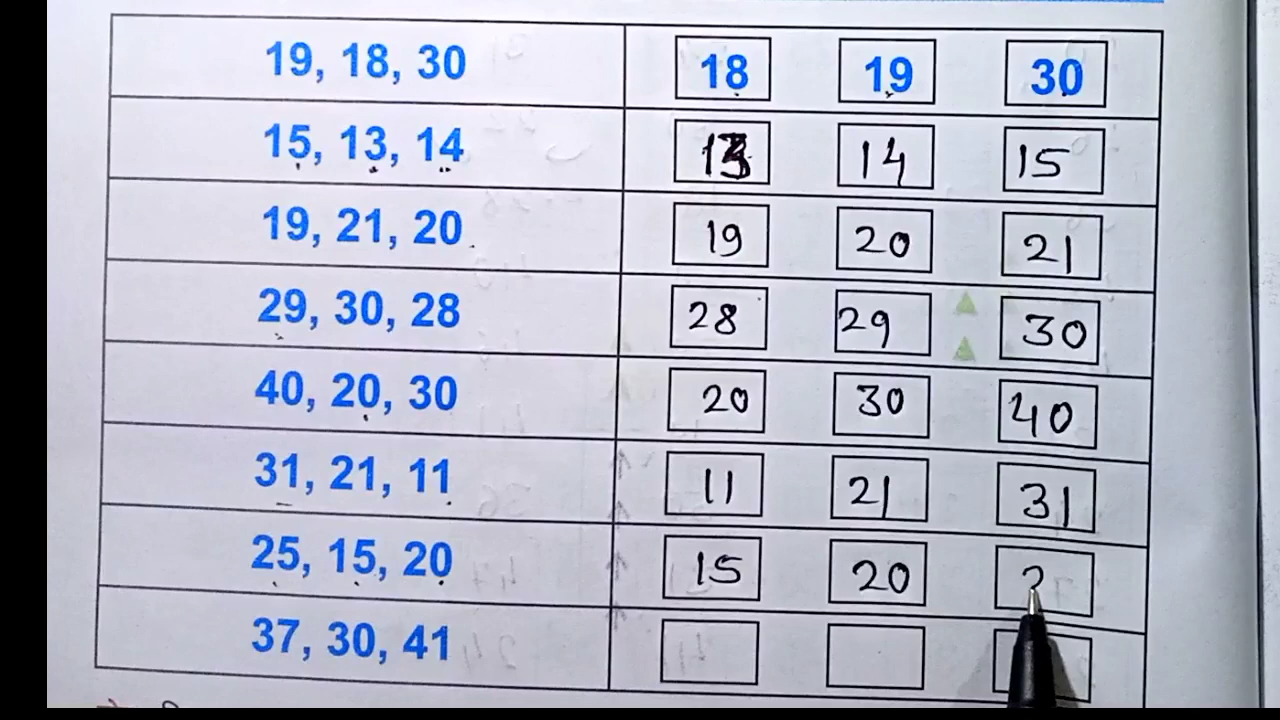 19, 18, 30 18 19 30
15, 13, 14 13 14 15
19, 21, 20 19 20 21
29, 30, 28 28 29 30
40, 20, 30 20 30 40
31, 21, 11 11 21 31
25, 15, 20 15 20 2
37, 30, 41